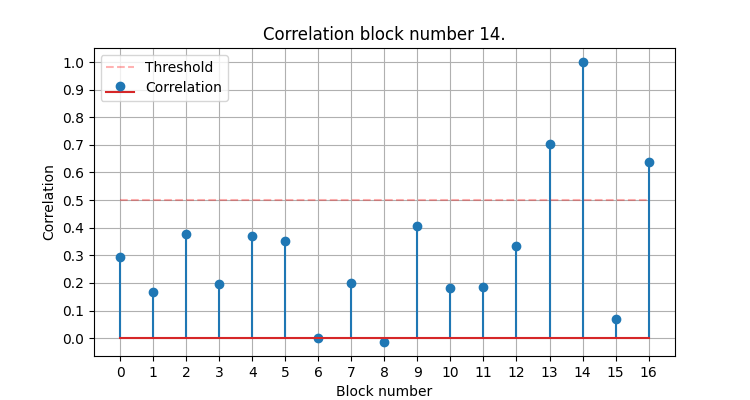 Correlation block number 14.
Threshold
Correlation
1.0
0.9
0.8
0.7
0.6
0.5
0.4
0.3
0.2
0.1
0.0
Correlation
0 1 2 3 4 5 6 7 8 9 10 11 12 13 14 15 16
Block number